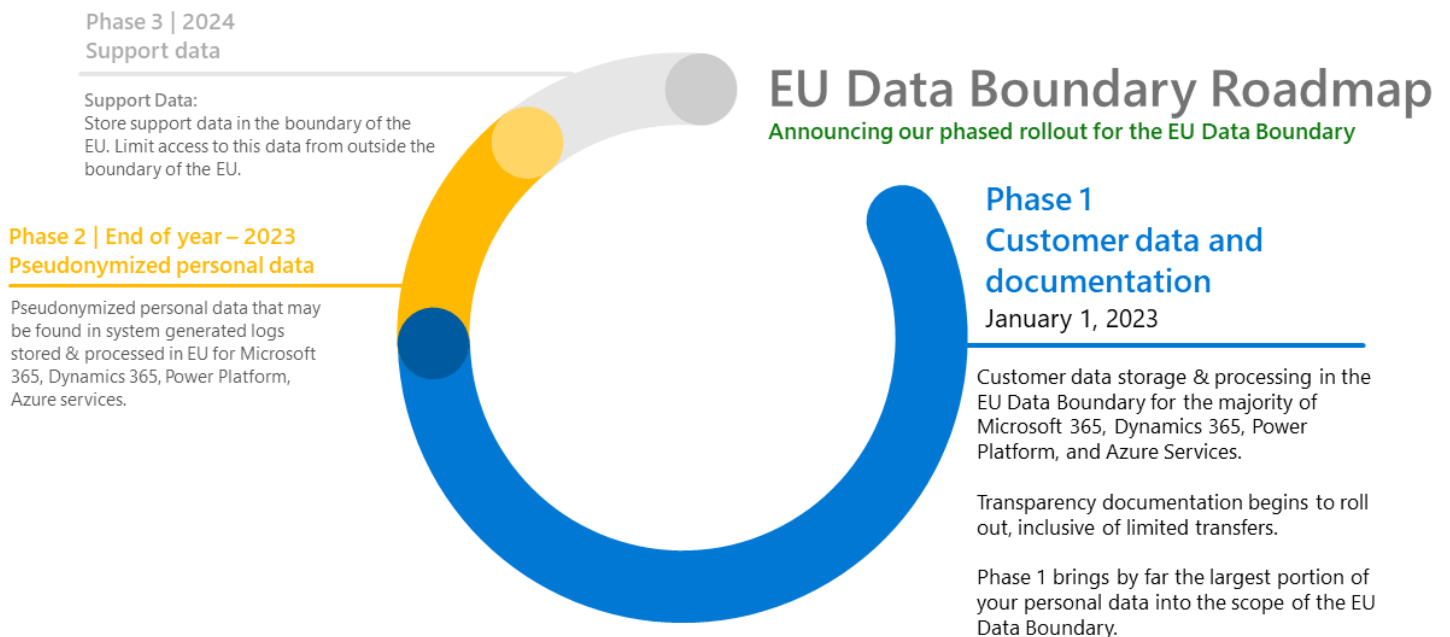 EU Data Boundary Roadmap
Announcing our phased rollout for the EU Data Boundary
Phase 1
Customer data and
documentation
January 1, 2023
Customer data storage & processing in the
EU Data Boundary for the majority of
Microsoft 365, Dynamics 365, Power
Platform, and Azure Services.
Transparency documentation begins to roll
out, inclusive of limited transfers.
Phase 1 brings by far the largest portion of
your personal data into the scope of the EU
Data Boundary.
Phase 2 | End of year – 2023
Pseudonymized personal data
Pseudonymized personal data that may
be found in system generated logs
stored & processed in EU for Microsoft
365, Dynamics 365, Power Platform,
Azure services.
Phase 3 | 2024
Support data
Support Data:
Store support data in the boundary of the
EU. Limit access to this data from outside the
boundary of the EU.